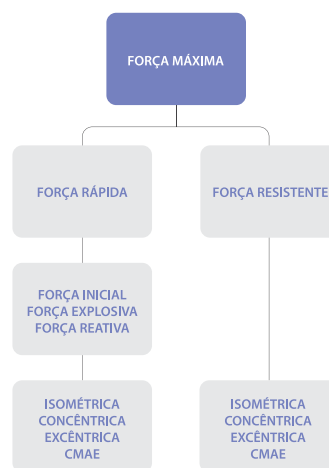 FORÇA MÁXIMA
FORÇA RÁPIDA
FORÇA RESISTENTE
FORÇA INICIAL
FORÇA EXPLOSIVA
FORÇA REATIVA
ISOMÉTRICA
CONCÊNTRICA
EXCÊNTRICA
CMAE
ISOMÉTRICA
CONCÊNTRICA
EXCÊNTRICA
CMAE